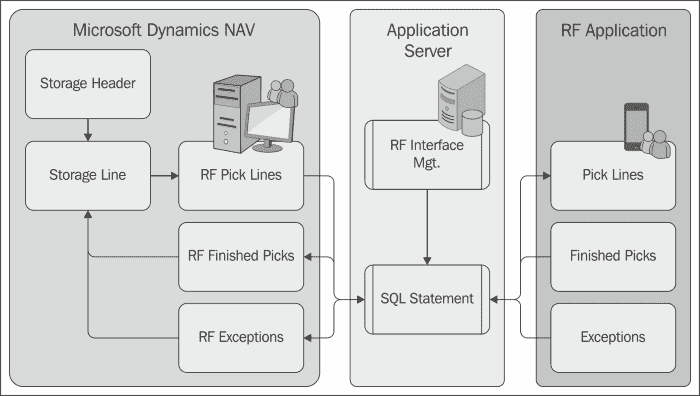 Microsoft Dynamics NAV
Storage Header
Storage Line
RF Pick Lines
RF Finished Picks
RF Exceptions
Application
Server
RF Interface
Mgt.
SQL Statement
RF Application
Pick Lines
Finished Picks
Exceptions